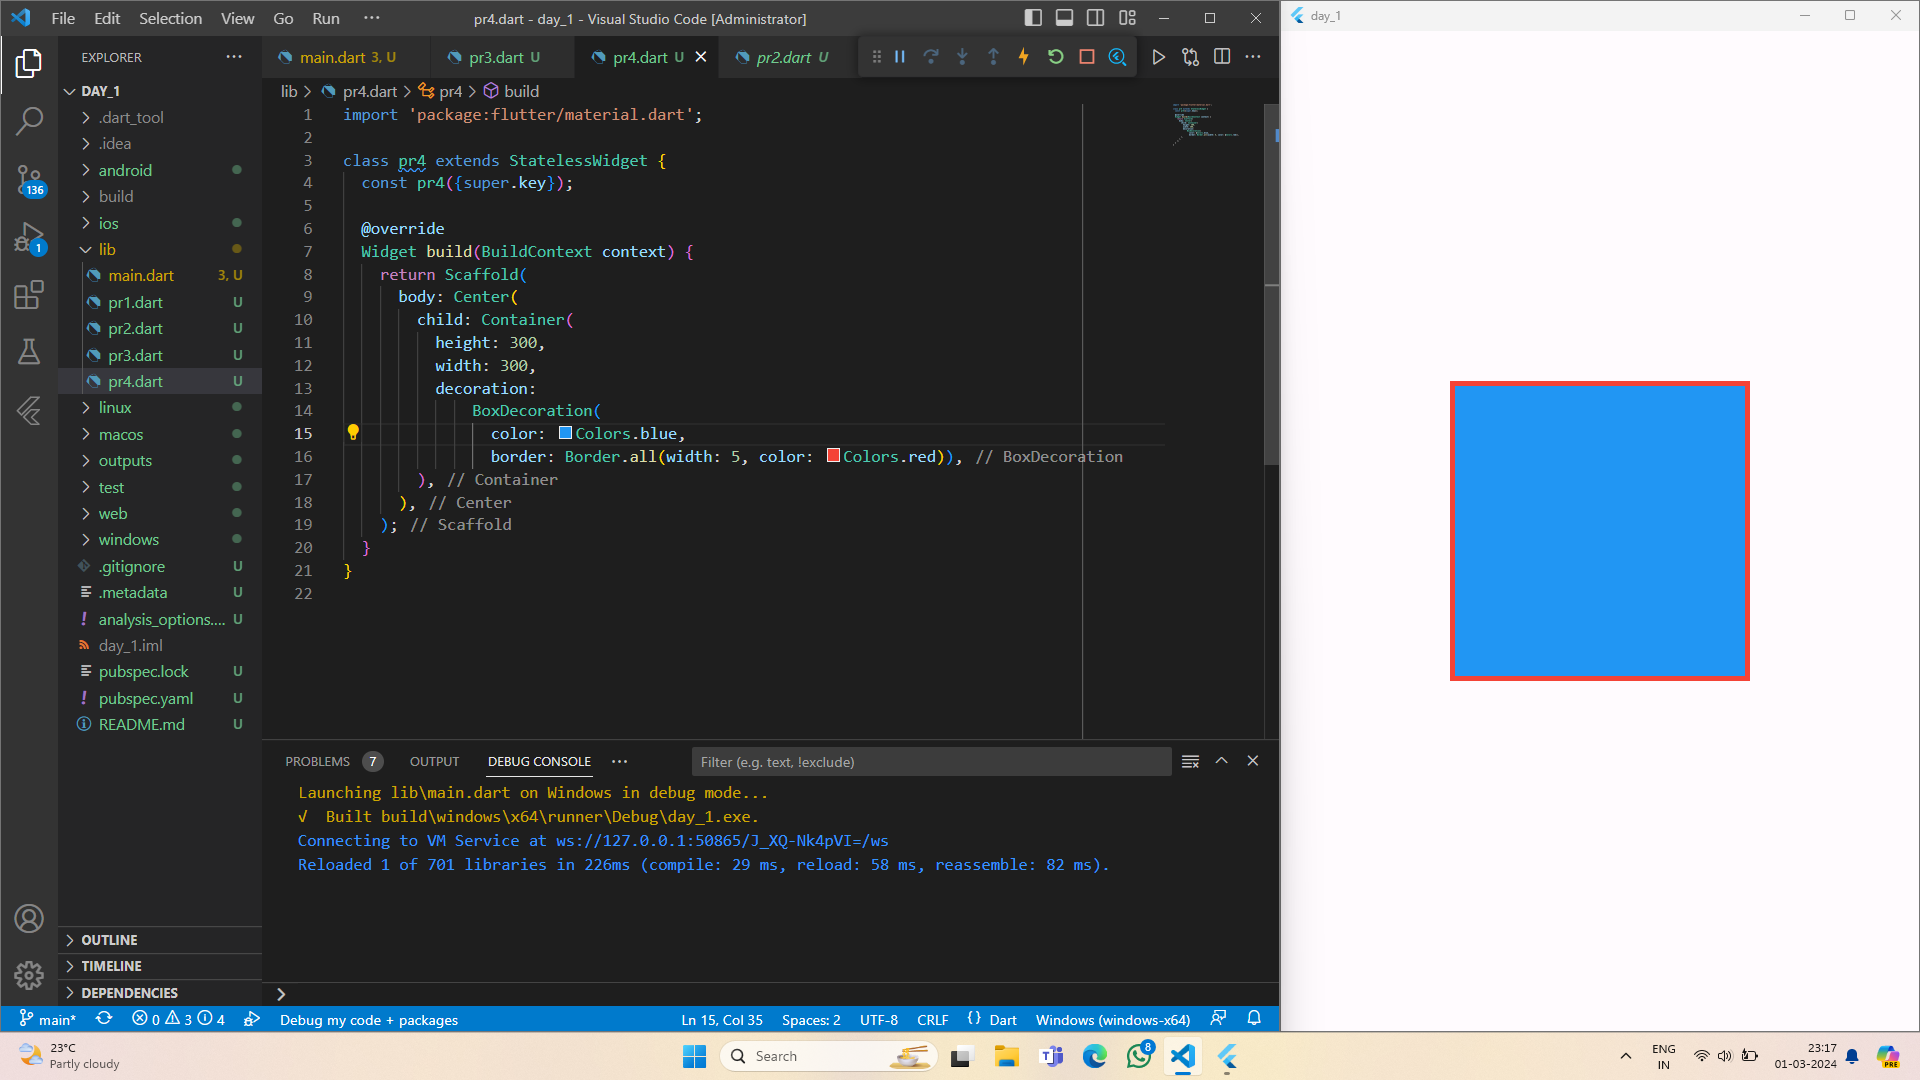 File Edit Selection View Go Run ···
pr4.dart - day_1 - Visual Studio Code [Administrator]
day_1
EXPLORER
main.dart 3, U
pr3.dart U
pr4.dart U
pr2.dart U
DAY_1
lib > pr4.dart > pr4 > build
.dart_tool
.idea
android
build
ios
lib
main.dart 3, U
pr1.dart U
pr2.dart U
pr3.dart U
pr4.dart U
linux
macos
outputs
test
web
windows
.gitignore U
.metadata U
analysis_options.... U
day_1.iml
pubspec.lock U
pubspec.yaml U
README.md U
136
1
OUTLINE
TIMELINE
DEPENDENCIES
1 import 'package:flutter/material.dart';
2
3 class pr4 extends StatelessWidget {
4 const pr4({super.key});
5
6 @override
7 Widget build(BuildContext context) {
8 return Scaffold(
9 body: Center(
10 child: Container(
11 height: 300,
12 width: 300,
13 decoration:
14 BoxDecoration(
15 color: Colors.blue,
16 border: Border.all(width: 5, color: Colors.red)), // BoxDecoration
17 ), // Container
18 ), // Center
19 ); // Scaffold
20 }
21 }
22
PROBLEMS 7 OUTPUT DEBUG CONSOLE ··· Filter (e.g. text, !exclude)
Launching lib\main.dart on Windows in debug mode...
√ Built build\windows\x64\runner\Debug\day_1.exe.
Connecting to VM Service at ws://127.0.0.1:50865/J_XQ-Nk4pVI=/ws
Reloaded 1 of 701 libraries in 226ms (compile: 29 ms, reload: 58 ms, reassemble: 82 ms).
main* 0 3 4 Debug my code + packages Ln 15, Col 35 Spaces: 2 UTF-8 CRLF {} Dart Windows (windows-x64)
23°C
Partly cloudy
Search
8
ENG
IN
23:17
01-03-2024
PRE